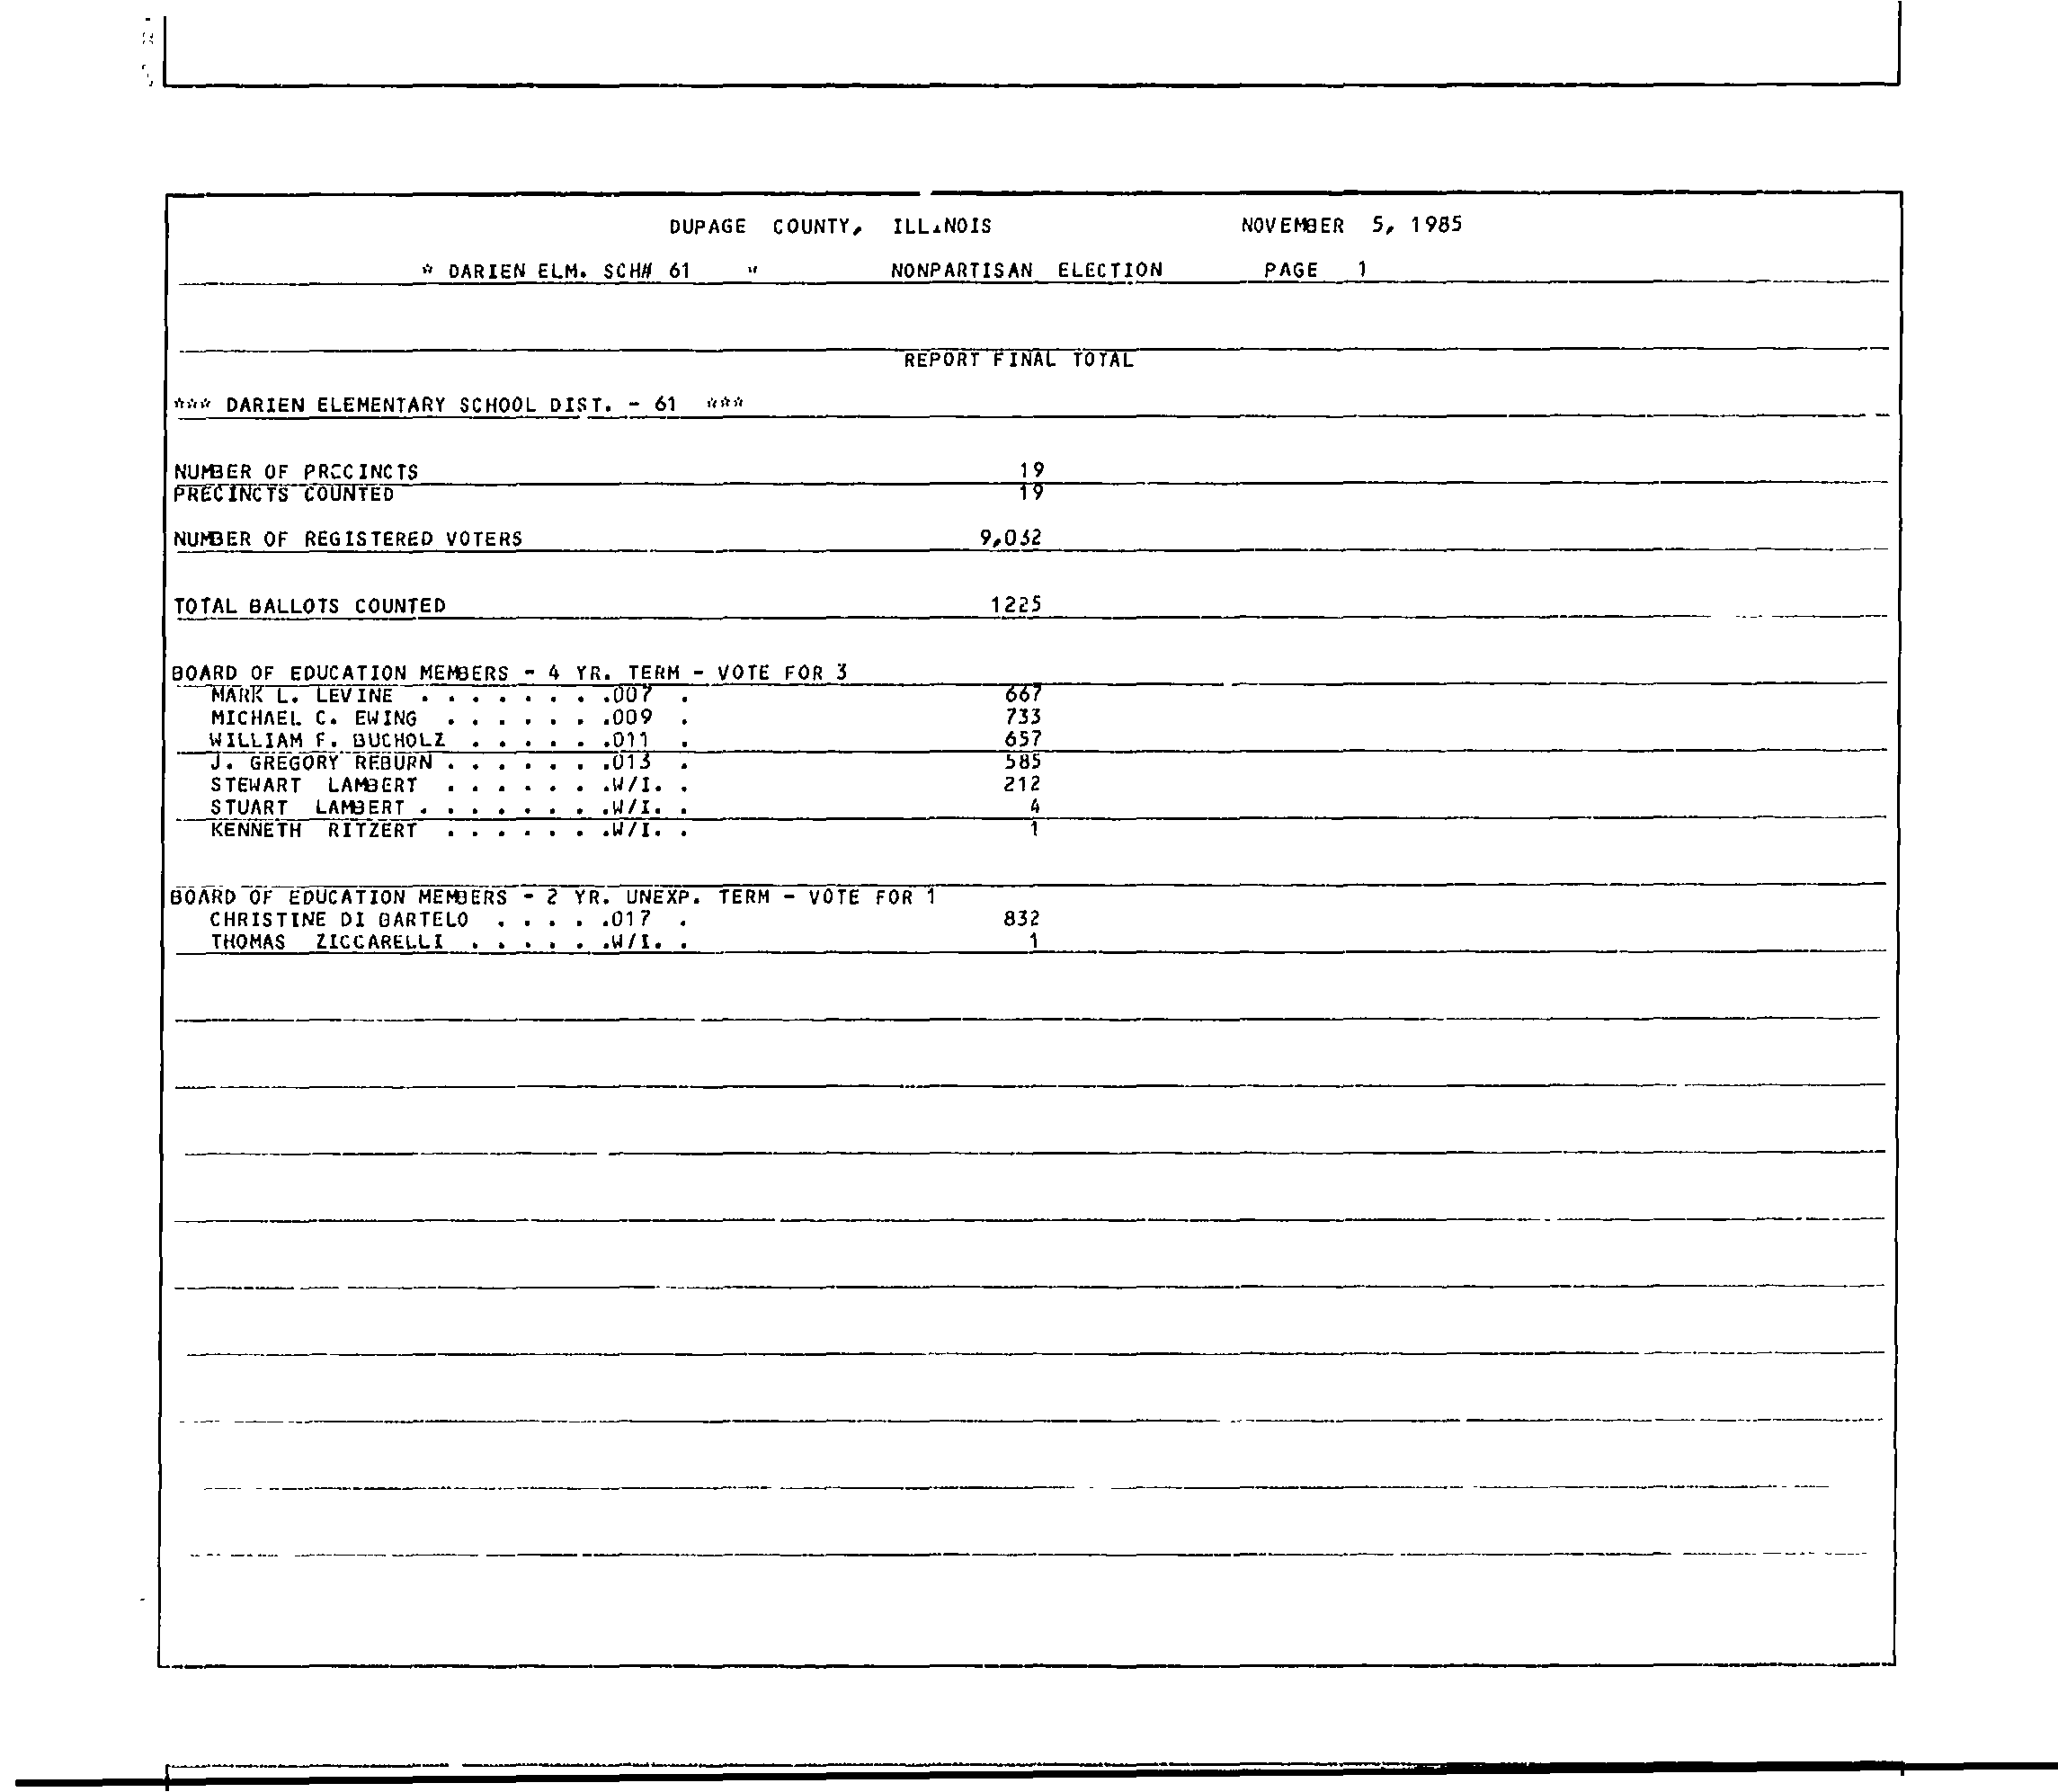 DUPAGE COUNTY, ILLINOIS NOVEMBER 5, 1985
* DARIEN ELM. SCH# 61 * NONPARTISAN ELECTION PAGE 1
REPORT FINAL TOTAL
*** DARIEN ELEMENTARY SCHOOL DIST. - 61 ***
NUMBER OF PRECINCTS 19
PRECINCTS COUNTED 19
NUMBER OF REGISTERED VOTERS 9,032
TOTAL BALLOTS COUNTED 1225
BOARD OF EDUCATION MEMBERS - 4 YR. TERM - VOTE FOR 3
MARK L. LEVINE . . . . . . . .007 . 667
MICHAEL C. EWING . . . . . . .009 . 733
WILLIAM F. BUCHOLZ . . . . . .011 . 657
J. GREGORY REBURN . . . . . . .013 . 585
STEWART LAMBERT . . . . . . .W/I. . 212
STUART LAMBERT . . . . . . . .W/I. . 4
KENNETH RITZERT . . . . . . .W/I. . 1
BOARD OF EDUCATION MEMBERS - 2 YR. UNEXP. TERM - VOTE FOR 1
CHRISTINE DI BARTELO . . . . .017 . 832
THOMAS ZICCARELLI . . . . . .W/I. . 1